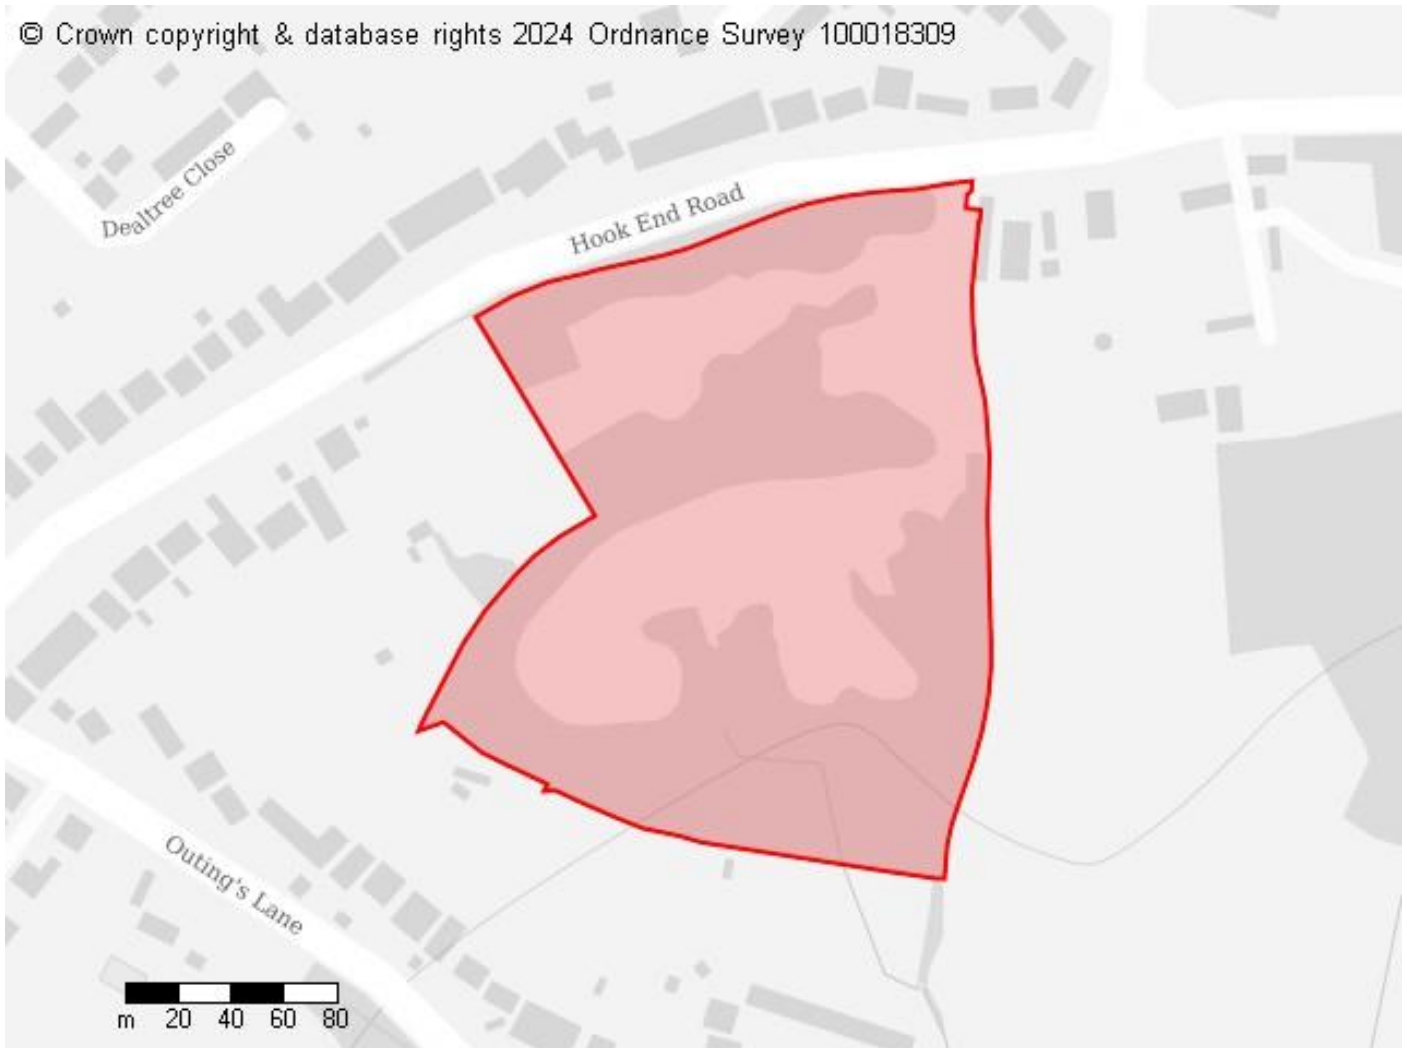 © Crown copyright & database rights 2024 Ordnance Survey 100018309
Dealtree Close
Hook End Road
Outing's Lane
m 20 40 60 80